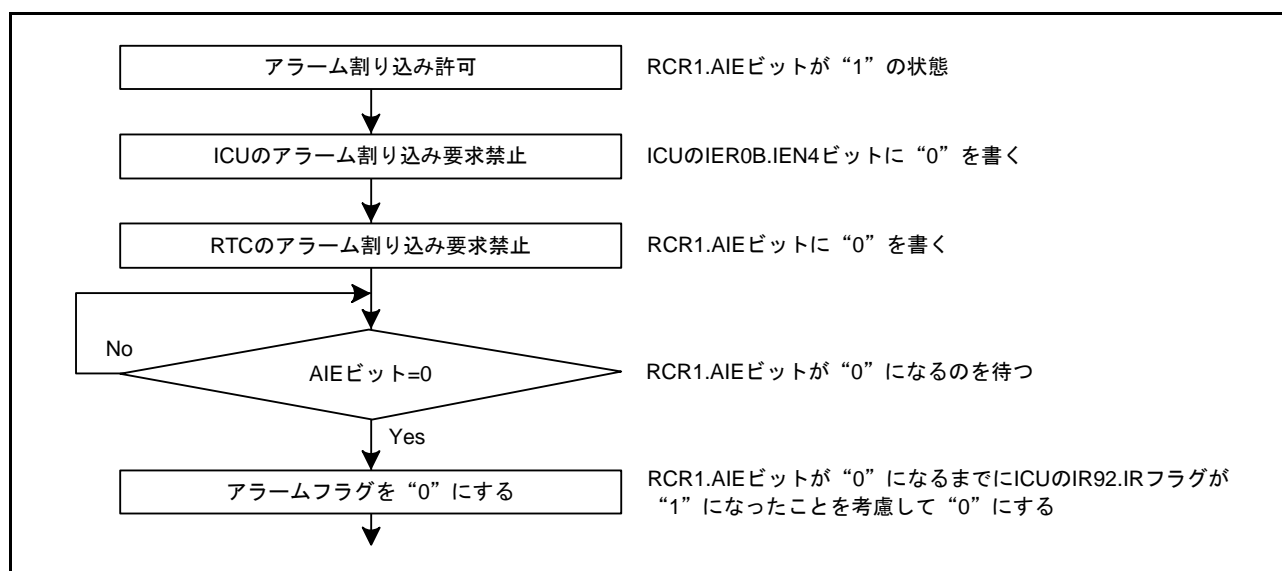 アラーム割り込み許可
RCR1.AIEビットが“1”の状態
ICUのアラーム割り込み要求禁止
ICUのIER0B.IEN4ビットに“0”を書く
RTCのアラーム割り込み要求禁止
RCR1.AIEビットに“0”を書く
No
AIEビット=0
RCR1.AIEビットが“0”になるのを待つ
Yes
アラームフラグを“0”にする
RCR1.AIEビットが“0”になるまでにICUのIR92.IRフラグが
“1”になったことを考慮して“0”にする